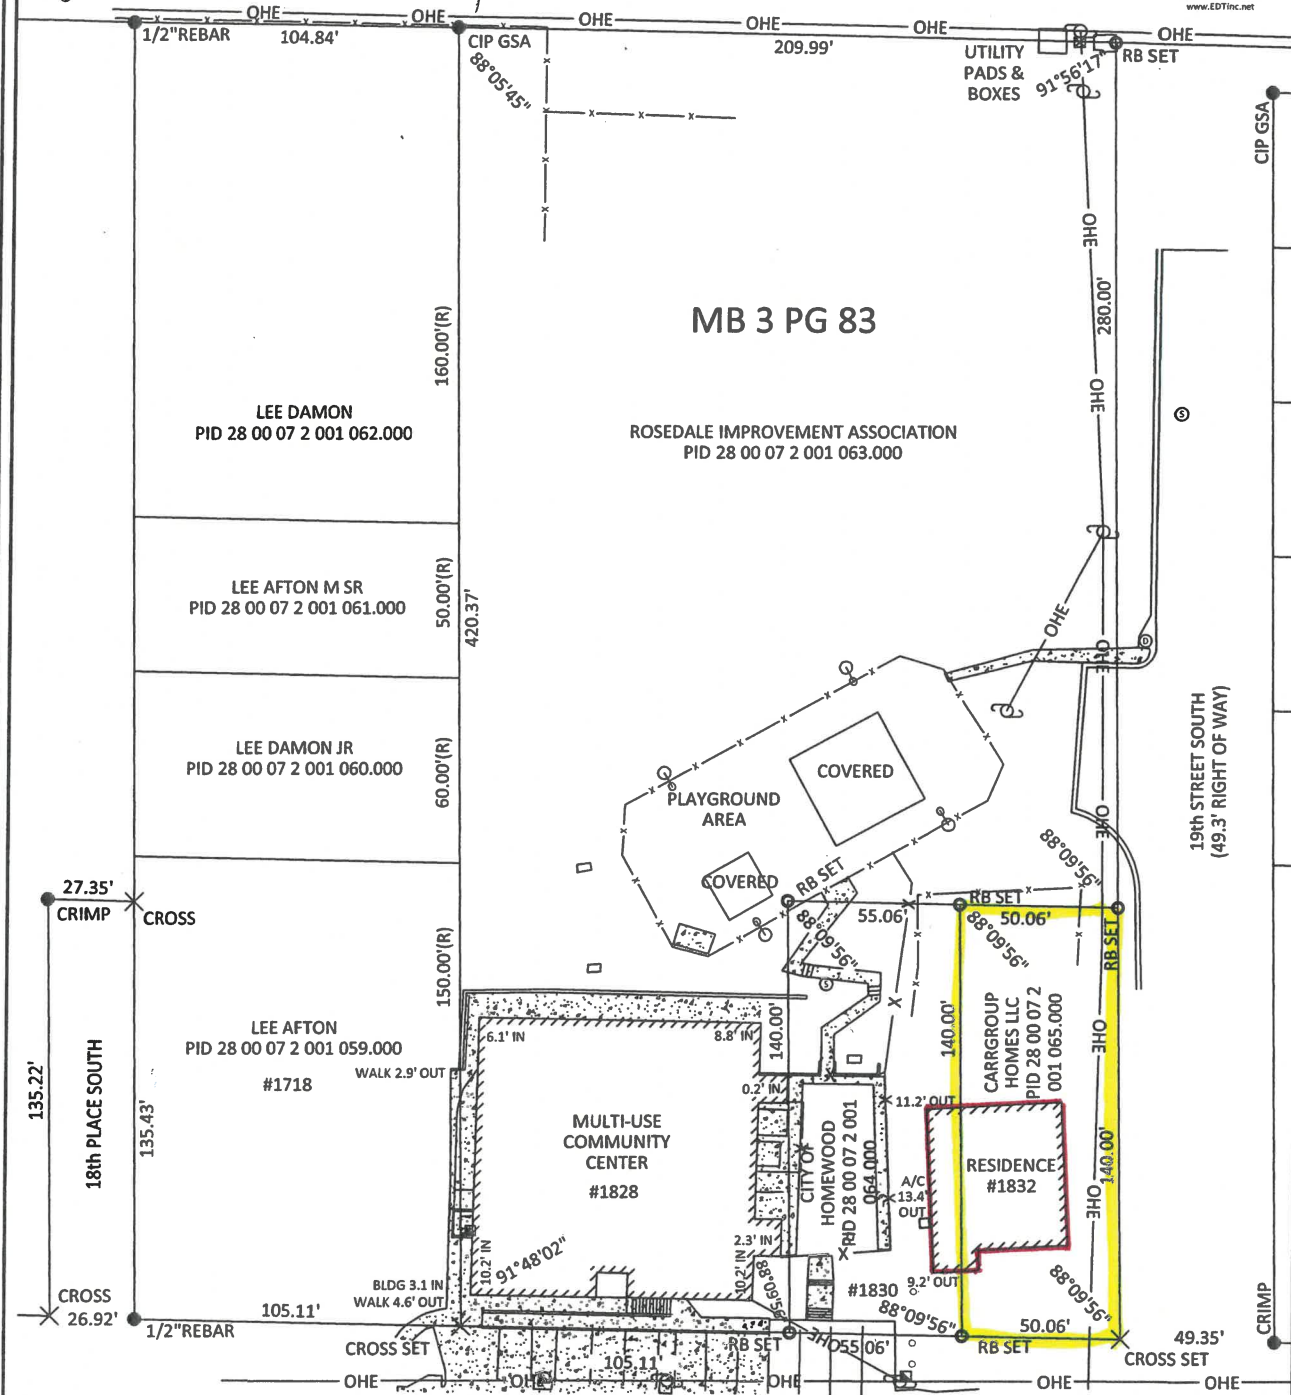 www.EDTinc.net
OHE
OHE
OHE
OHE
OHE
OHE
1/2"REBAR
104.84'
CIP GSA
88°05'45"
209.99'
UTILITY
PADS &
BOXES
RB SET
91°56'17"
CIP GSA
OHE
280.00'
MB 3 PG 83
160.00'(R)
OHE
LEE DAMON
PID 28 00 07 2 001 062.000
ROSEDALE IMPROVEMENT ASSOCIATION
PID 28 00 07 2 001 063.000
S
LEE AFTON M SR
PID 28 00 07 2 001 061.000
50.00'(R)
420.37'
OHE
OHE
D
LEE DAMON JR
PID 28 00 07 2 001 060.000
60.00'(R)
PLAYGROUND
AREA
COVERED
COVERED
OHE
19th STREET SOUTH
(49.3' RIGHT OF WAY)
88°09'56"
27.35'
CRIMP
CROSS
RB SET
55.06'
88°09'56"
RB SET
50.06'
88°09'56"
RB SET
150.00'(R)
S
LEE AFTON
PID 28 00 07 2 001 059.000
#1718
6.1' IN
8.8' IN
140.00'
140.00'
CARRGROUP
HOMES LLC
PID 28 00 07 2
001 065.000
OHE
WALK 2.9' OUT
0.2' IN
11.2' OUT
135.22'
18th PLACE SOUTH
135.43'
MULTI-USE
COMMUNITY
CENTER
#1828
CITY OF
HOMEWOOD
PID 28 00 07 2 001
064.000
A/C
13.4'
OUT
RESIDENCE
#1832
140.00'
OHE
2.3' IN
10.2' IN
91°48'02"
10.2' IN
88°09'56"
BLDG 3.1 IN
WALK 4.6' OUT
#1830
9.2' OUT
88°09'56"
88°09'56"
CROSS
26.92'
1/2"REBAR
105.11'
CROSS SET
RB SET
OHE
55.06'
RB SET
50.06'
CROSS SET
49.35'
CRIMP
105.11'
OHE
OHE
OHE
OHE
OHE